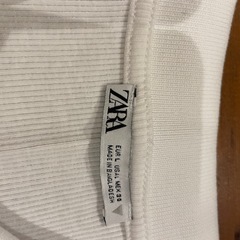 ZARA
EUR L USA L MEX 30
MADE IN BANGLADESH